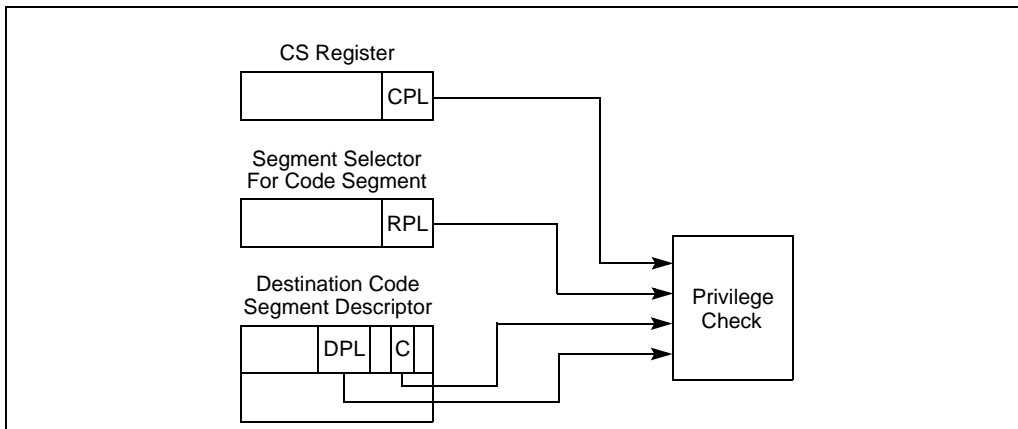 CS Register
CPL
Segment Selector
For Code Segment
RPL
Destination Code
Segment Descriptor
DPL
C
Privilege
Check